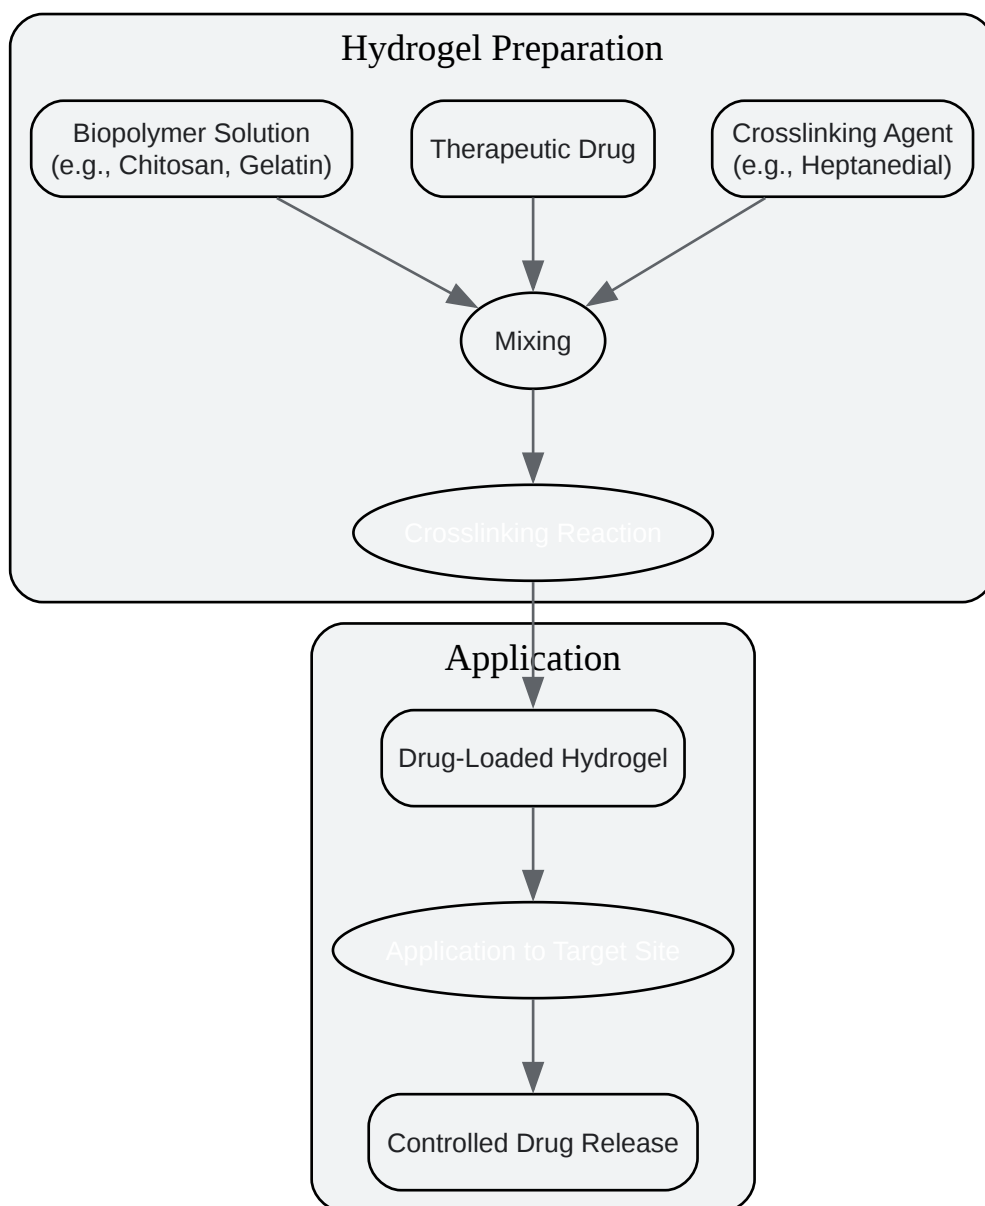 Hydrogel Preparation
Biopolymer Solution
(e.g., Chitosan, Gelatin)
Therapeutic Drug
Crosslinking Agent
(e.g., Heptanedial)
Mixing
Crosslinking Reaction
Application
Drug-Loaded Hydrogel
Application to Target Site
Controlled Drug Release